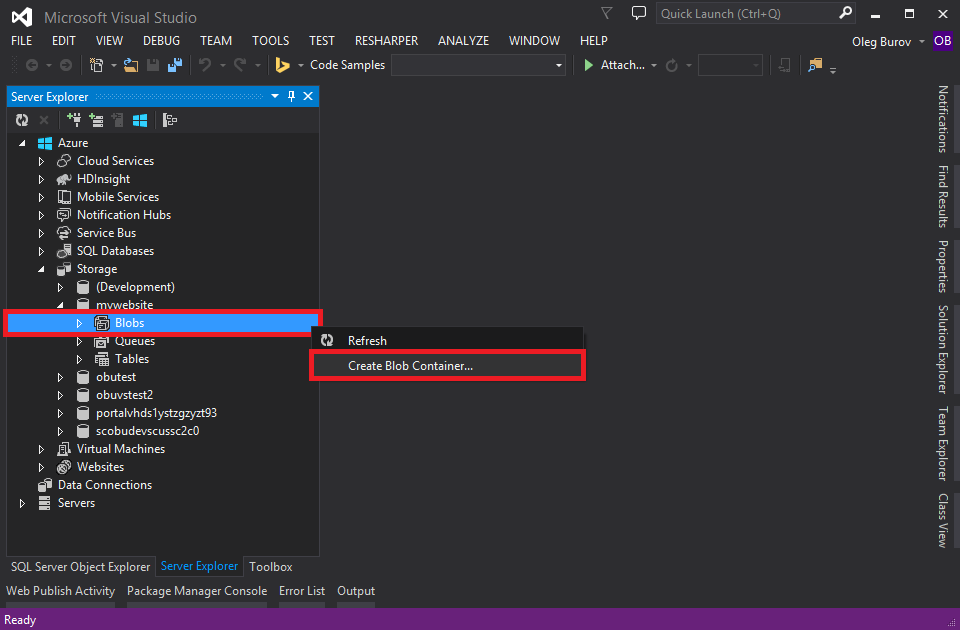 Microsoft Visual Studio
Quick Launch (Ctrl+Q)
FILE EDIT VIEW DEBUG TEAM TOOLS TEST RESHARPER ANALYZE WINDOW HELP
Oleg Burov OB
Code Samples
Attach...
Server Explorer
Azure
Cloud Services
HDInsight
Mobile Services
Notification Hubs
Service Bus
SQL Databases
Storage
(Development)
mywebsite
Blobs
Queues
Tables
obutest
obuvstest2
portalvhds1ystzgzyzt93
scobudevscussc2c0
Virtual Machines
Websites
Data Connections
Servers
Refresh
Create Blob Container...
Notifications
Find Results
Properties
Solution Explorer
Team Explorer
Class View
SQL Server Object Explorer Server Explorer Toolbox
Web Publish Activity Package Manager Console Error List Output
Ready